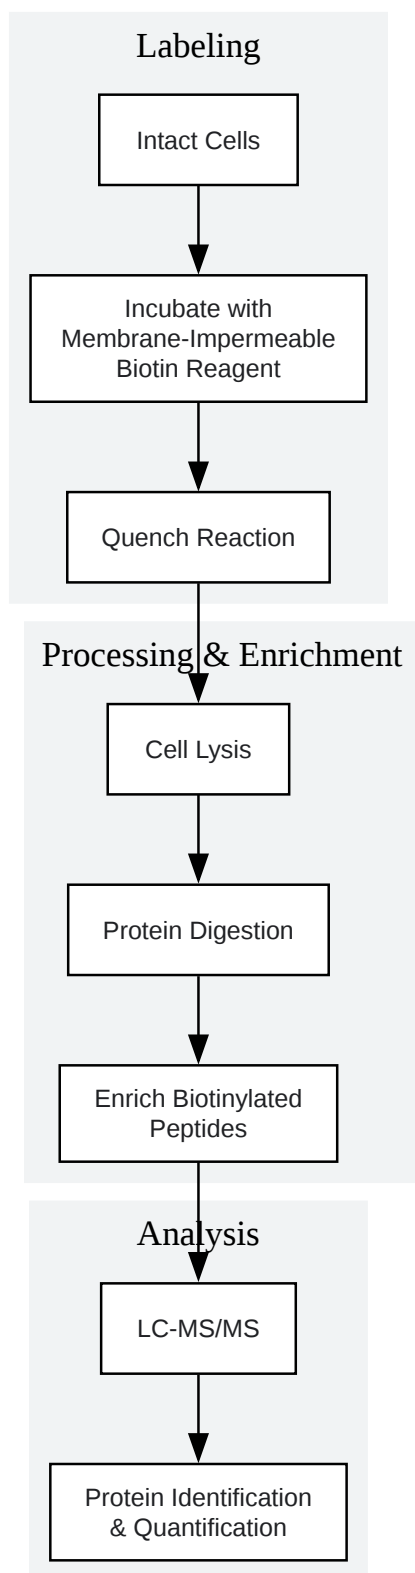 Labeling
Intact Cells
Incubate with
Membrane-Impermeable
Biotin Reagent
Quench Reaction
Processing & Enrichment
Cell Lysis
Protein Digestion
Enrich Biotinylated
Peptides
Analysis
LC-MS/MS
Protein Identification
& Quantification